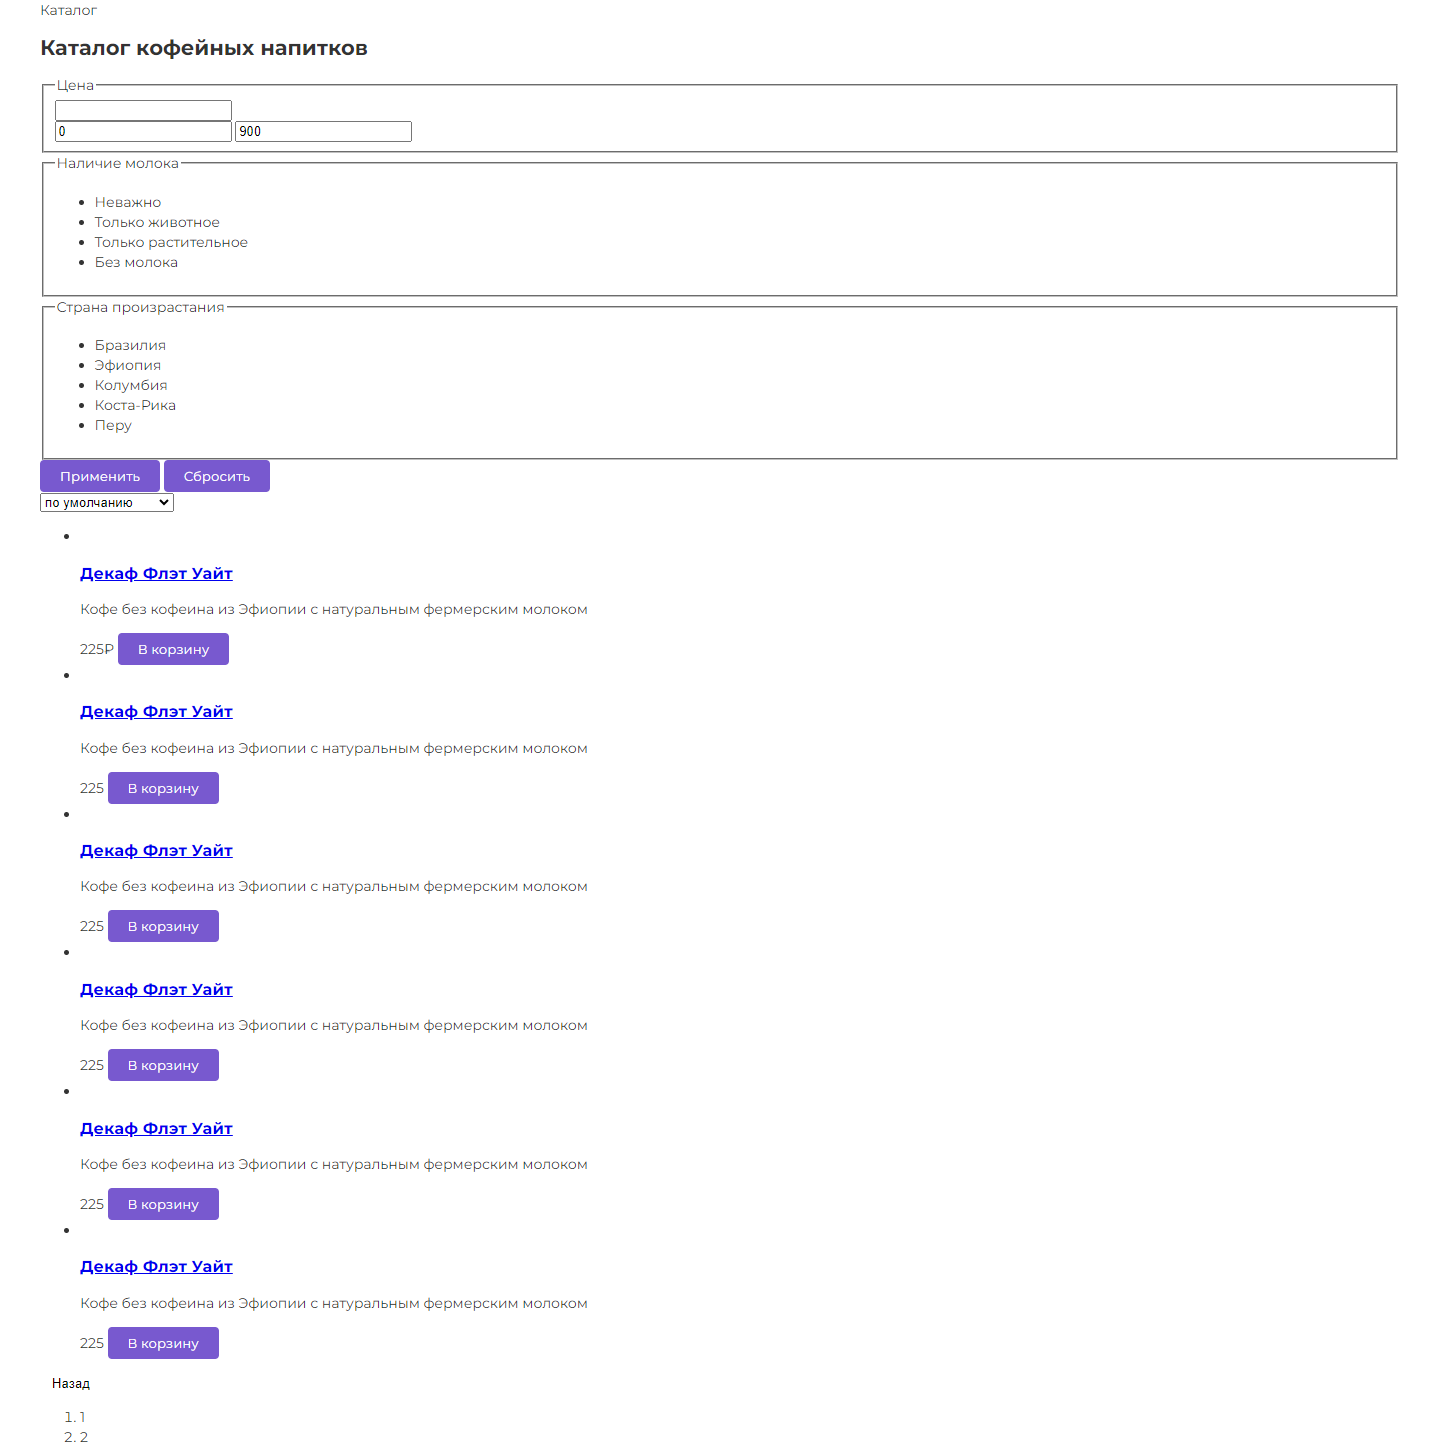 Каталог
Каталог кофейных напитков
Цена
0 900
Наличие молока
Неважно
Только животное
Только растительное
Без молока
Страна произрастания
Бразилия
Эфиопия
Колумбия
Коста-Рика
Перу
Применить Сбросить
по умолчанию
Декаф Флэт Уайт
Кофе без кофеина из Эфиопии с натуральным фермерским молоком
225₽ В корзину
Декаф Флэт Уайт
Кофе без кофеина из Эфиопии с натуральным фермерским молоком
225 В корзину
Декаф Флэт Уайт
Кофе без кофеина из Эфиопии с натуральным фермерским молоком
225 В корзину
Декаф Флэт Уайт
Кофе без кофеина из Эфиопии с натуральным фермерским молоком
225 В корзину
Декаф Флэт Уайт
Кофе без кофеина из Эфиопии с натуральным фермерским молоком
225 В корзину
Декаф Флэт Уайт
Кофе без кофеина из Эфиопии с натуральным фермерским молоком
225 В корзину
Назад
1. 1
2. 2